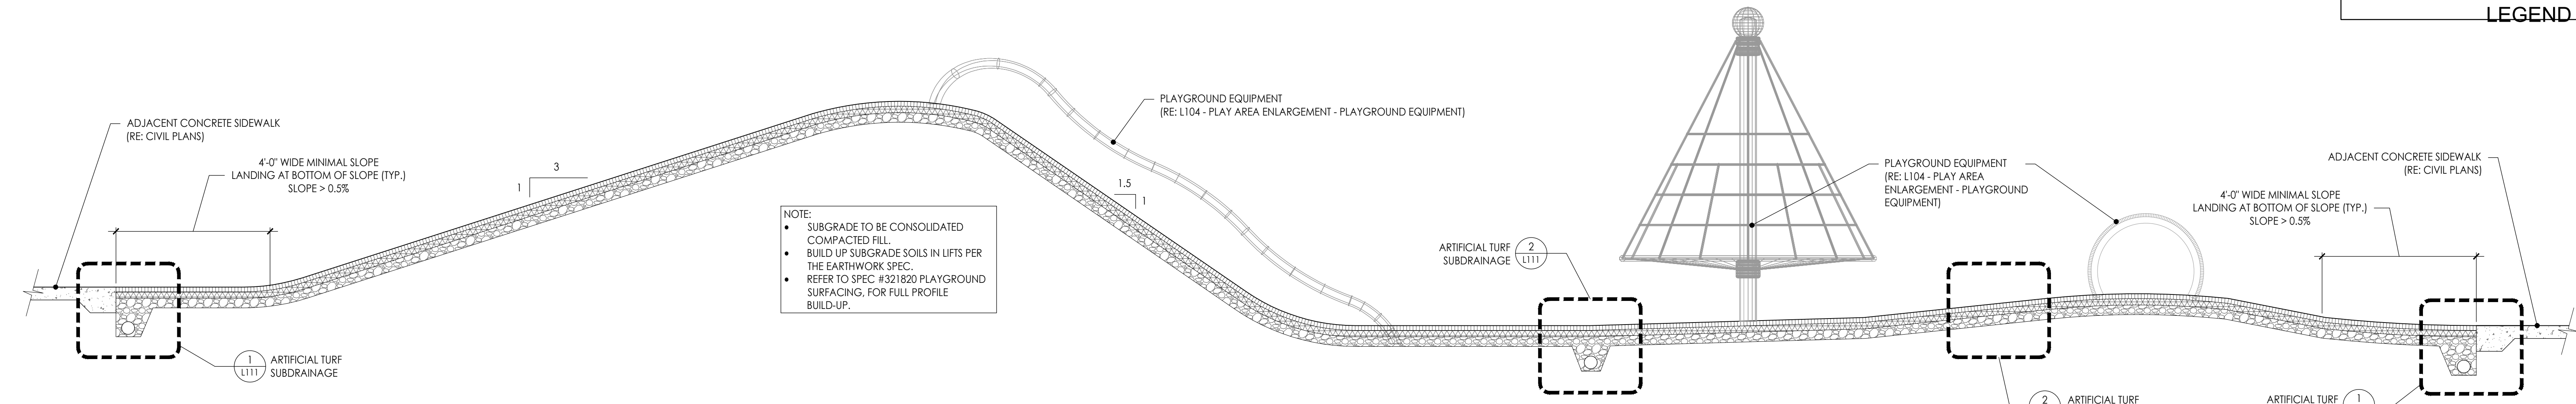 LEGEND
ADJACENT CONCRETE SIDEWALK
(RE: CIVIL PLANS)
4'-0" WIDE MINIMAL SLOPE
LANDING AT BOTTOM OF SLOPE (TYP.)
SLOPE > 0.5%
3
1
1
L111
ARTIFICIAL TURF
SUBDRAINAGE
NOTE:
• SUBGRADE TO BE CONSOLIDATED
COMPACTED FILL.
• BUILD UP SUBGRADE SOILS IN LIFTS PER
THE EARTHWORK SPEC.
• REFER TO SPEC #321820 PLAYGROUND
SURFACING, FOR FULL PROFILE
BUILD-UP.
PLAYGROUND EQUIPMENT
(RE: L104 - PLAY AREA ENLARGEMENT - PLAYGROUND EQUIPMENT)
1.5
1
ARTIFICIAL TURF
SUBDRAINAGE
2
L111
PLAYGROUND EQUIPMENT
(RE: L104 - PLAY AREA
ENLARGEMENT - PLAYGROUND
EQUIPMENT)
ADJACENT CONCRETE SIDEWALK
(RE: CIVIL PLANS)
4'-0" WIDE MINIMAL SLOPE
LANDING AT BOTTOM OF SLOPE (TYP.)
SLOPE > 0.5%
2
ARTIFICIAL TURF
ARTIFICIAL TURF
1